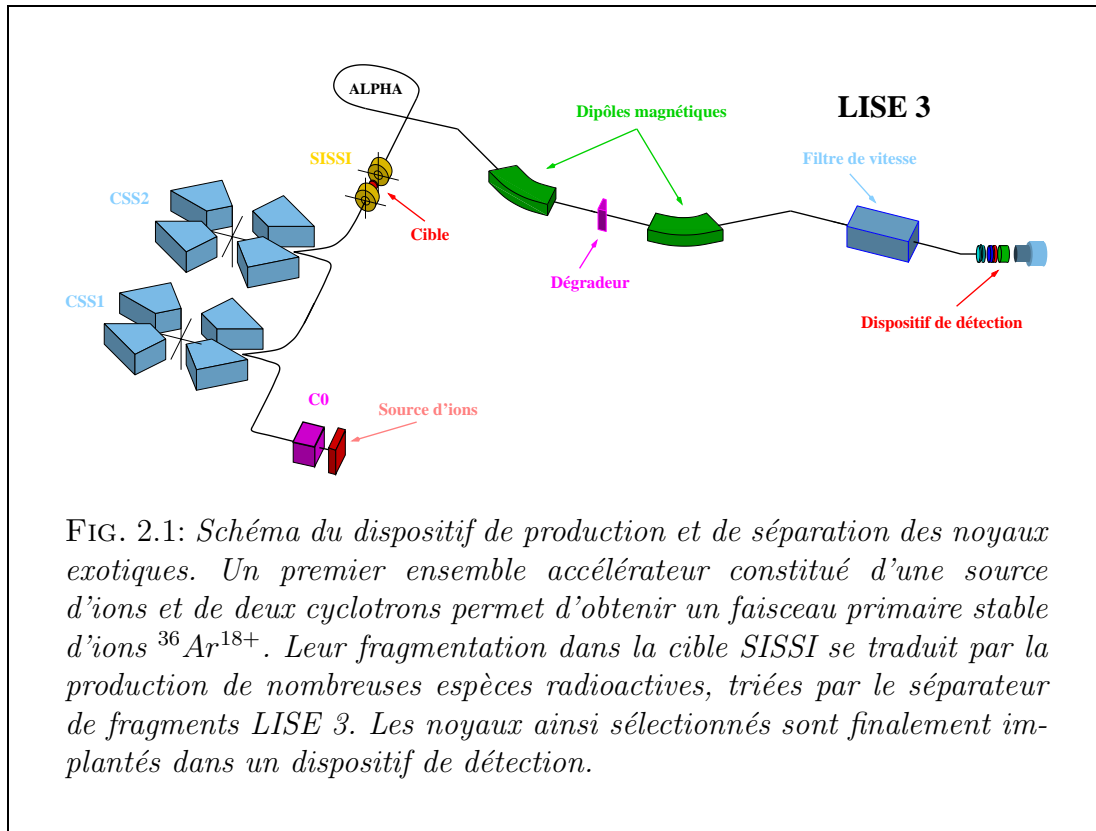 ALPHA
LISE 3
Dipôles magnétiques
SISSI
Filtre de vitesse
CSS2
Cible
Dégradeur
CSS1
Dispositif de détection
C0
Source d'ions
FIG. 2.1: Schéma du dispositif de production et de séparation des noyaux
exotiques. Un premier ensemble accélérateur constitué d'une source
d'ions et de deux cyclotrons permet d'obtenir un faisceau primaire stable
d'ions ³⁶Ar¹⁸⁺. Leur fragmentation dans la cible SISSI se traduit par la
production de nombreuses espèces radioactives, triées par le séparateur
de fragments LISE 3. Les noyaux ainsi sélectionnés sont finalement im-
plantés dans un dispositif de détection.